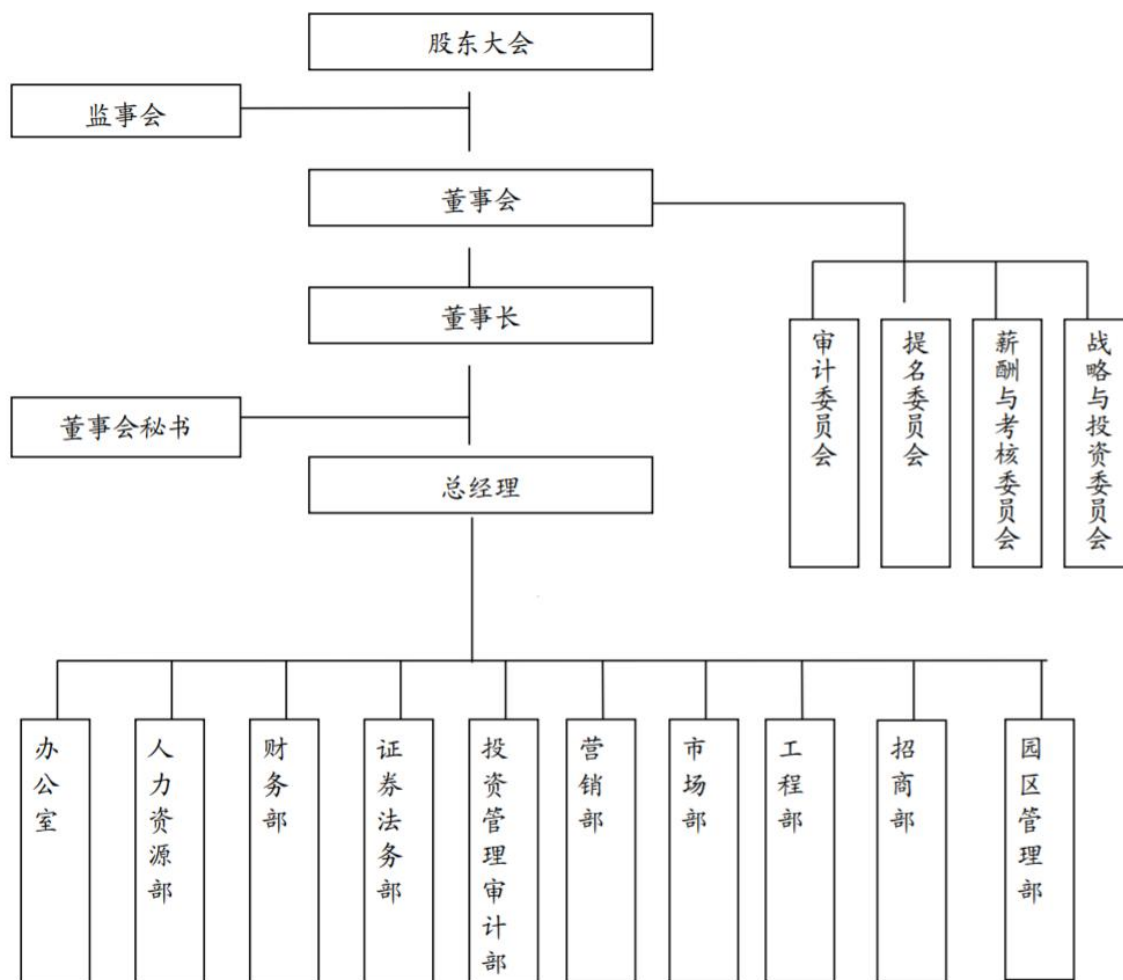 股东大会
监事会
董事会
董事长
审计委员会
提名委员会
薪酬与考核委员会
战略与投资委员会
董事会秘书
总经理
办公室
人力资源部
财务部
证券法务部
投资管理审计部
营销部
市场部
工程部
招商部
园区管理部